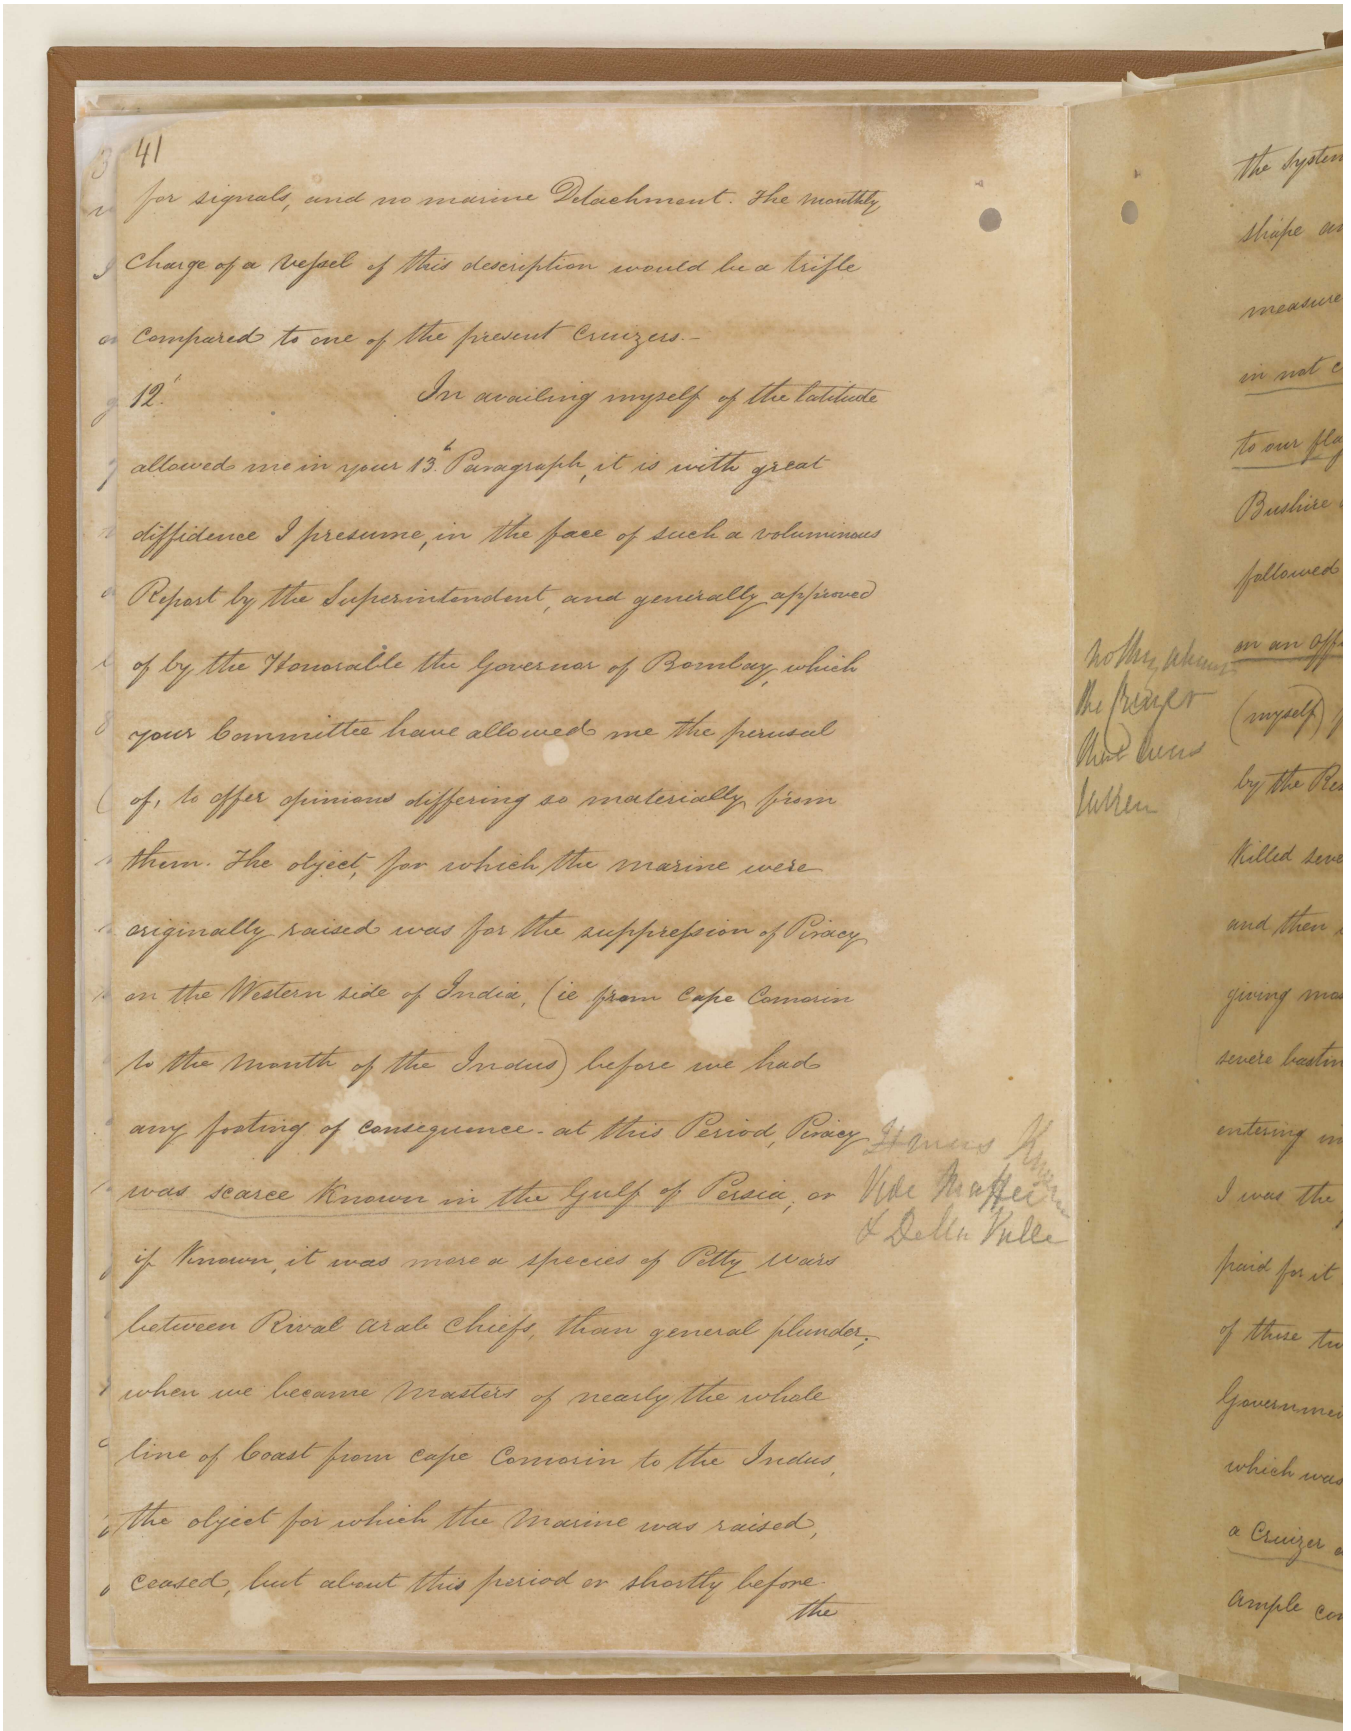 41
for signals, and no marine Detachment. The monthly
Charge of a vessel of this description would be a trifle
Compared to one of the present Cruizers.-
12. In availing myself of the latitude
allowed me in your 13.th Paragraph, it is with great
diffidence I presume, in the face of such a voluminous
Report by the Superintendent, and generally approved
of by the Honorable the Governor of Bombay, which
your Committee have allowed me the perusal
of, to offer opinions differing so materially from
them. The object, for which the marine were
originally raised was for the suppression of Piracy
on the Western side of India, (ie from Cape Comorin
to the Mouth of the Indus) before we had
any footing of consequence - at this Period, Piracy
was scarce Known in the Gulf of Persia, or
if Known, it was more a species of Petty wars
between Rival Arab Chiefs, than general plunder;
when we became Masters of nearly the whole
line of Coast from Cape Comorin to the Indus,
the object for which the Marine was raised,
Ceased, but about this period or shortly before
the
Vide Maffei
& Della Valle
the
that was
taken
the System
shape
measure
in not
to our
Bushire
followed
on an
(myself)
by the
Killed
and then
giving
severe
entering
I was the
paid for it
of these
which was
a Cruizer
ample